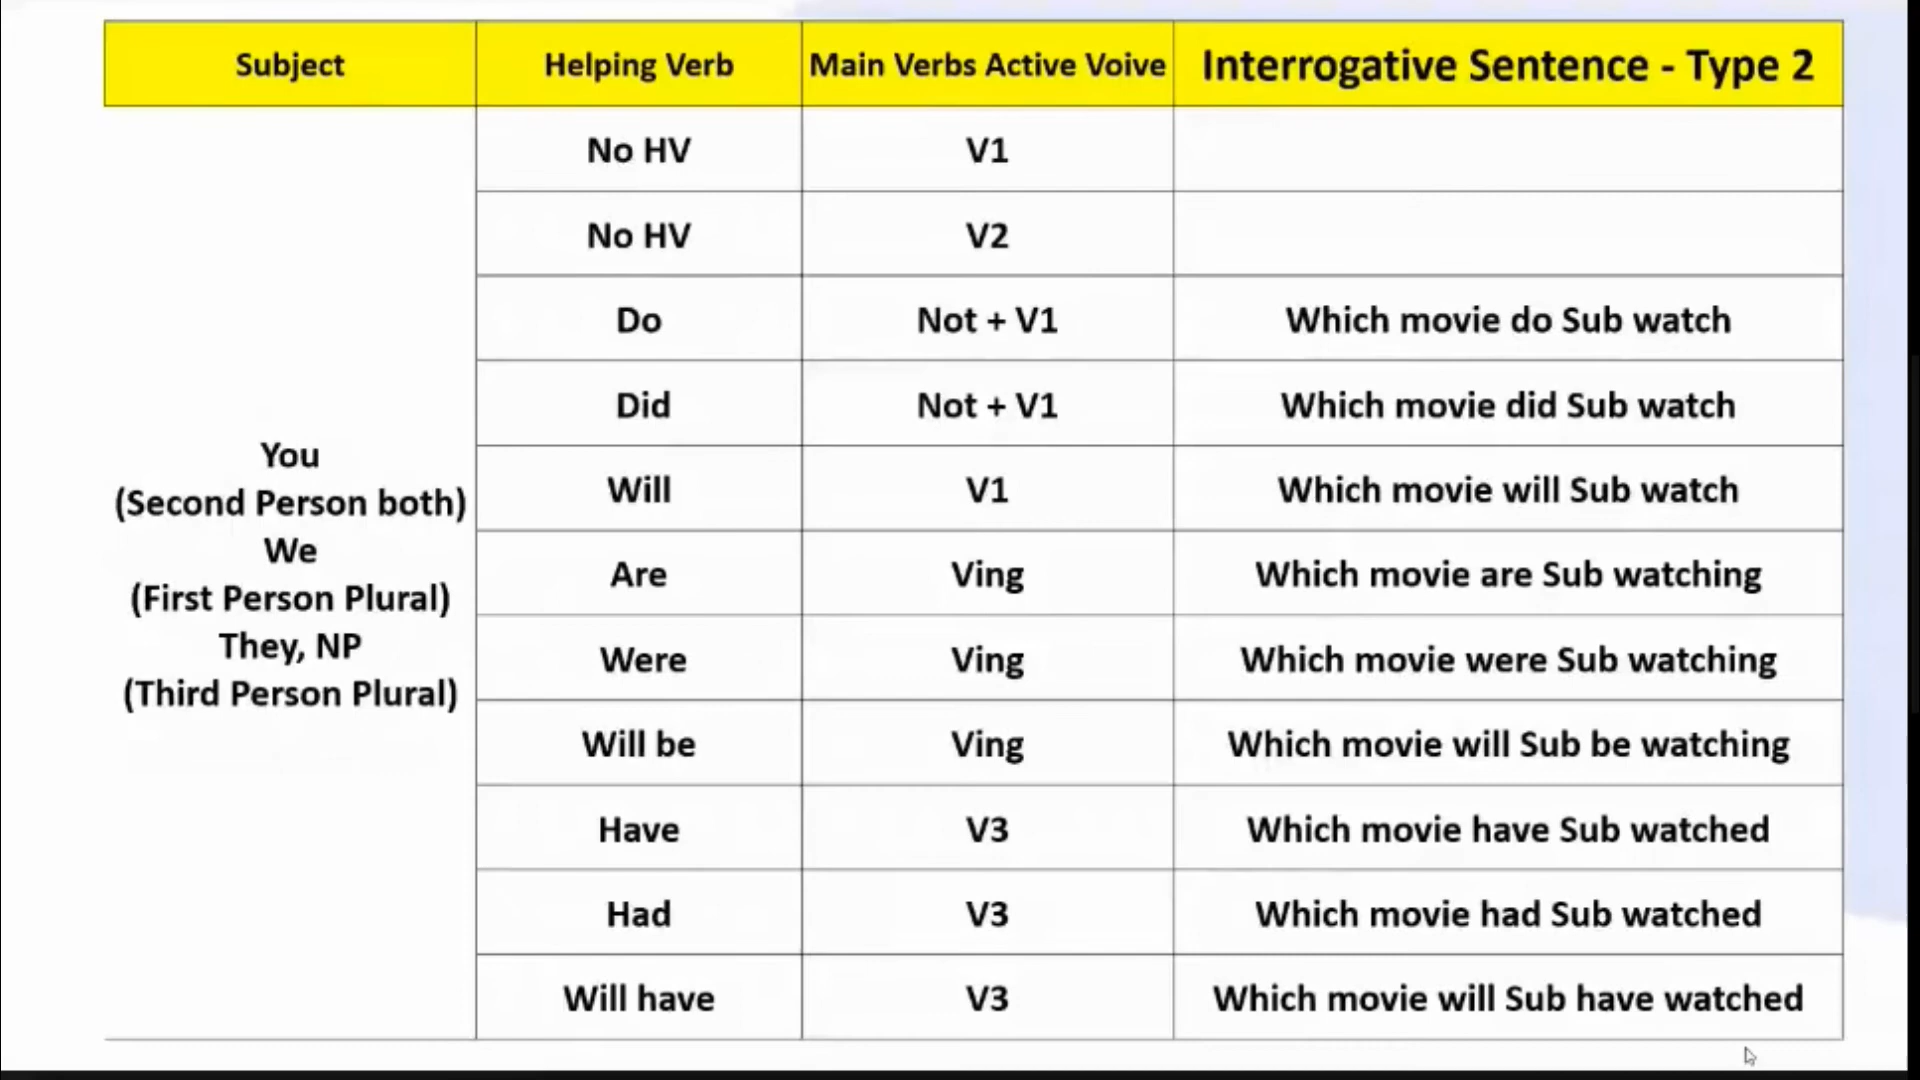 Subject Helping Verb Main Verbs Active Voive Interrogative Sentence - Type 2
No HV V1
No HV V2
Do Not + V1 Which movie do Sub watch
Did Not + V1 Which movie did Sub watch
You
(Second Person both)
We
(First Person Plural)
They, NP
(Third Person Plural)
Will V1 Which movie will Sub watch
Are Ving Which movie are Sub watching
Were Ving Which movie were Sub watching
Will be Ving Which movie will Sub be watching
Have V3 Which movie have Sub watched
Had V3 Which movie had Sub watched
Will have V3 Which movie will Sub have watched